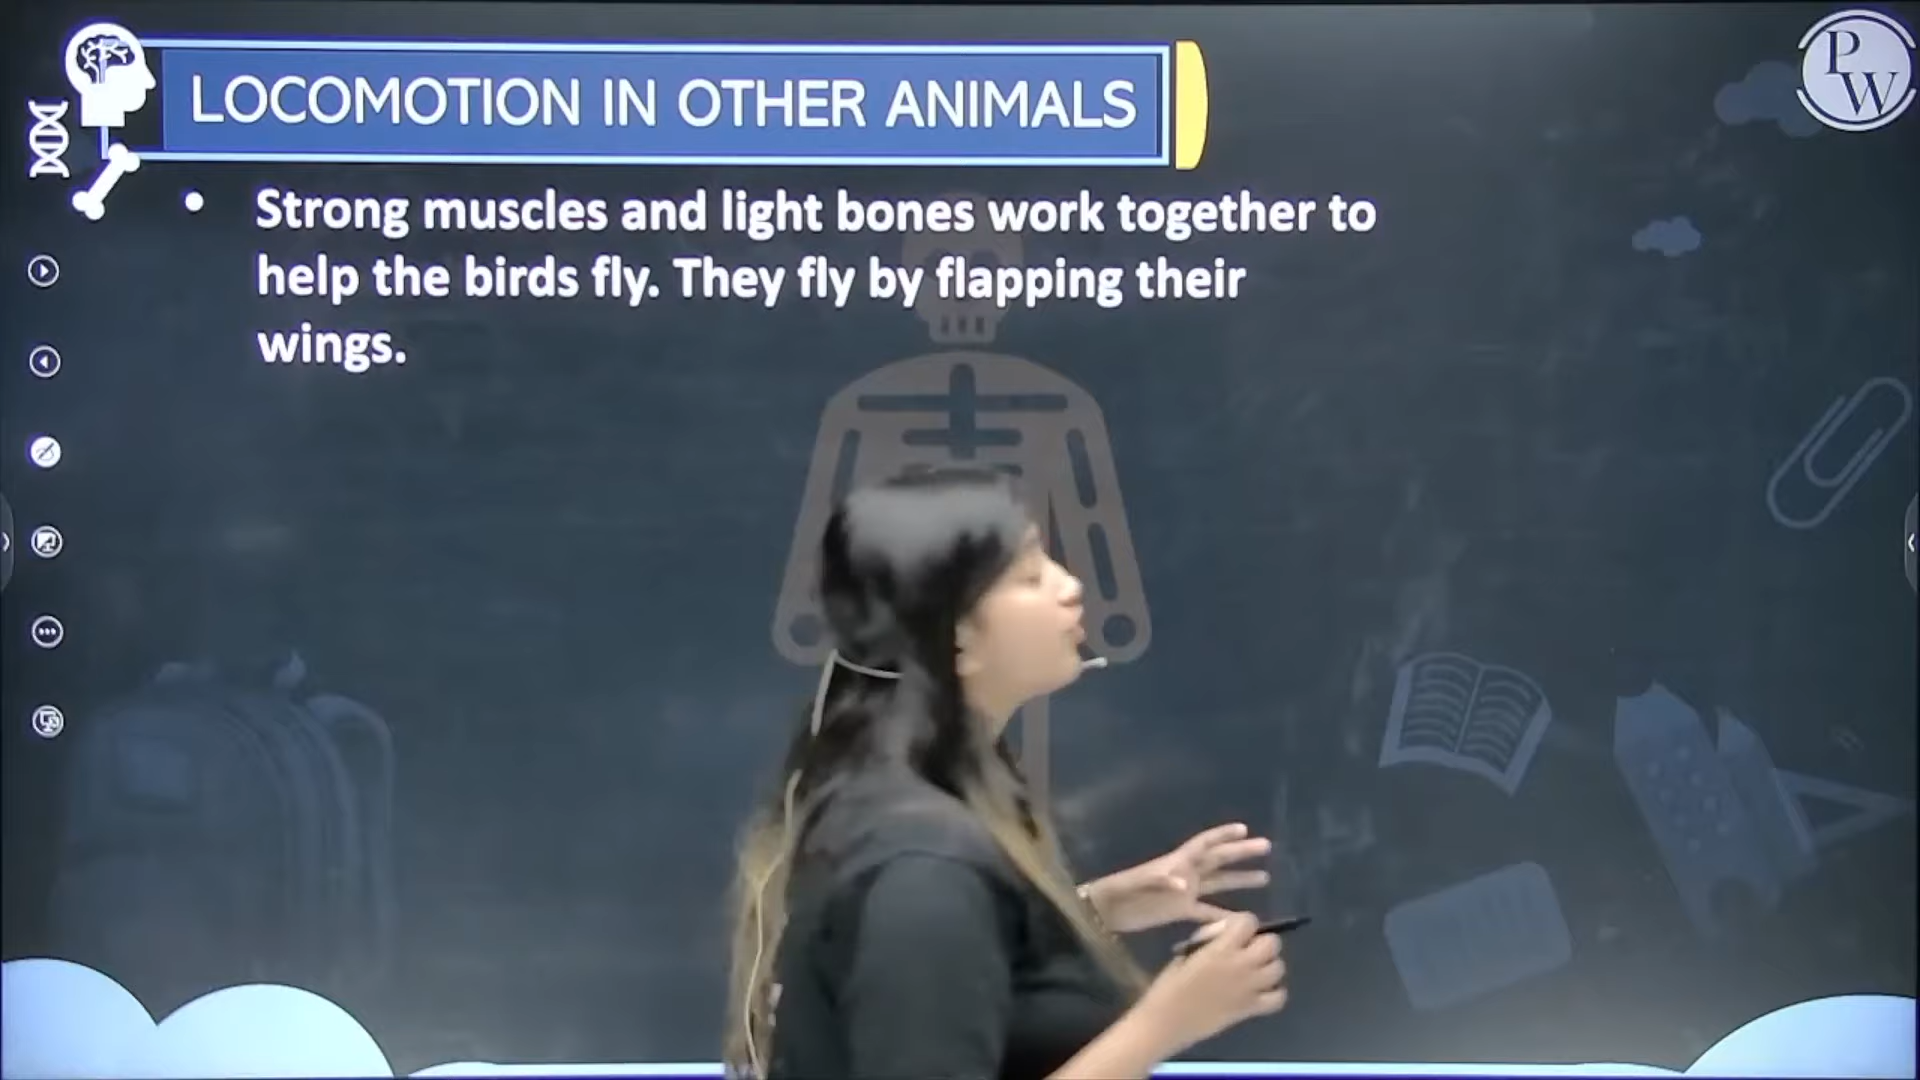 LOCOMOTION IN OTHER ANIMALS
PW
• Strong muscles and light bones work together to
help the birds fly. They fly by flapping their
wings.